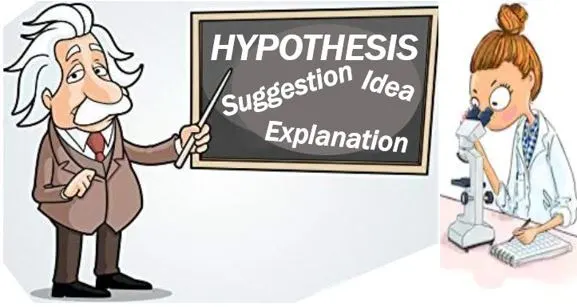 HYPOTHESIS
Suggestion Idea
Explanation